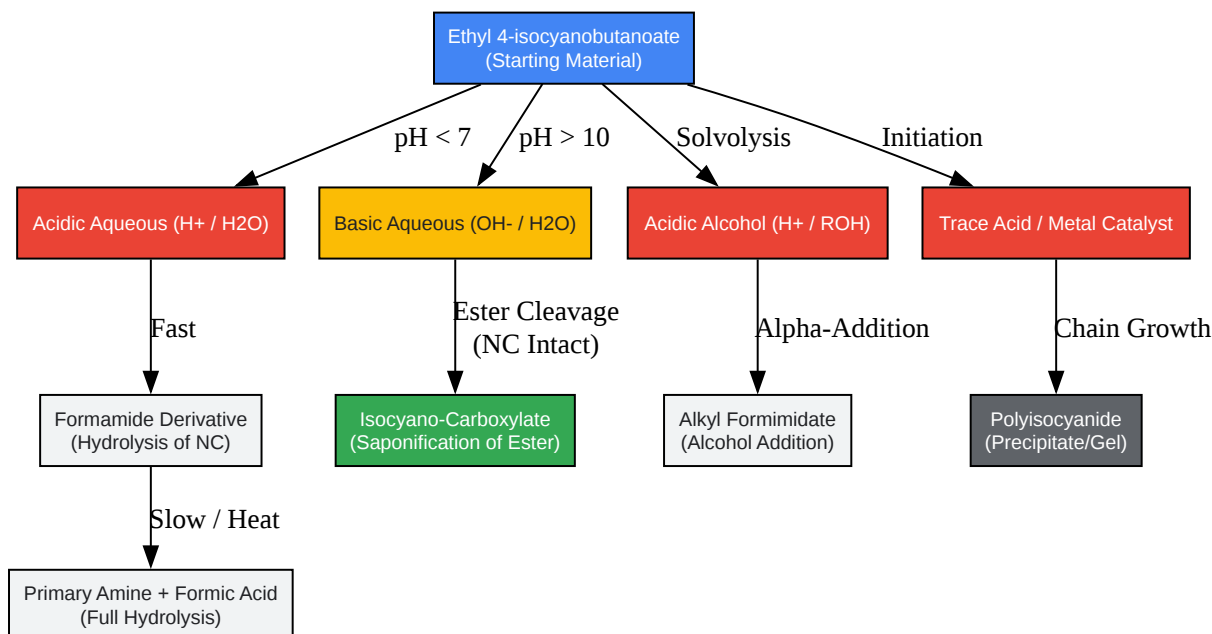 Ethyl 4-isocyanobutanoate
(Starting Material)
pH < 7
pH > 10
Solvolysis
Initiation
Acidic Aqueous (H+ / H2O)
Basic Aqueous (OH- / H2O)
Acidic Alcohol (H+ / ROH)
Trace Acid / Metal Catalyst
Fast
Ester Cleavage
(NC Intact)
Alpha-Addition
Chain Growth
Formamide Derivative
(Hydrolysis of NC)
Isocyano-Carboxylate
(Saponification of Ester)
Alkyl Formimidate
(Alcohol Addition)
Polyisocyanide
(Precipitate/Gel)
Slow / Heat
Primary Amine + Formic Acid
(Full Hydrolysis)